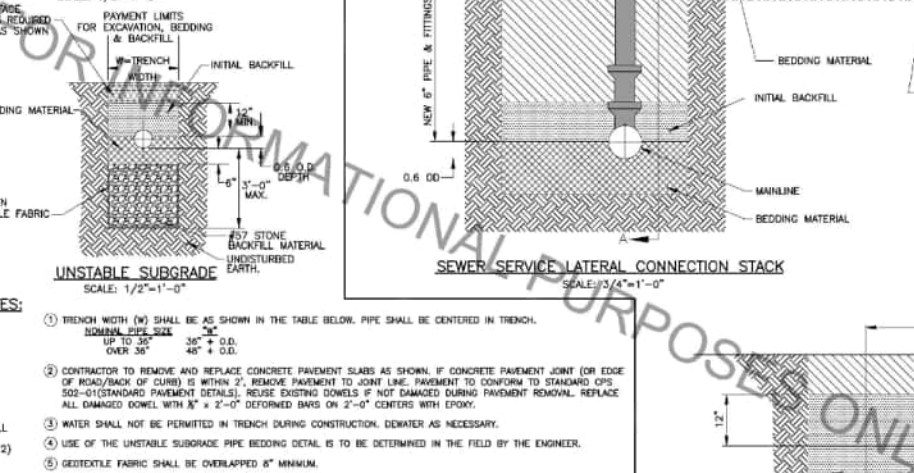 PAYMENT LIMITS
FOR EXCAVATION, BEDDING
& BACKFILL
REQUIRED
AS SHOWN
W=TRENCH
WIDTH
INITIAL BACKFILL
DING MATERIAL
12"
MIN.
0.6 O.D.
DEPTH
6"
3'-0"
MAX.
LE FABRIC
#57 STONE
BACKFILL MATERIAL
UNDISTURBED
EARTH.
UNSTABLE SUBGRADE
SCALE: 1/2"=1'-0"
NEW 6" PIPE & FITTINGS
0.6 OD
BEDDING MATERIAL
INITIAL BACKFILL
MAINLINE
BEDDING MATERIAL
A
SEWER SERVICE LATERAL CONNECTION STACK
SCALE: 3/4"=1'-0"
FOR INFORMATIONAL PURPOSES ONL
12"
ES:
1 TRENCH WIDTH (W) SHALL BE AS SHOWN IN THE TABLE BELOW. PIPE SHALL BE CENTERED IN TRENCH.
NOMINAL PIPE SIZE "W"
UP TO 36" 36" + O.D.
OVER 36" 48" + O.D.
2 CONTRACTOR TO REMOVE AND REPLACE CONCRETE PAVEMENT SLABS AS SHOWN. IF CONCRETE PAVEMENT JOINT (OR EDGE
OF ROAD/BACK OF CURB) IS WITHIN 2', REMOVE PAVEMENT TO JOINT LINE. PAVEMENT TO CONFORM TO STANDARD CPS
502-01(STANDARD PAVEMENT DETAILS). REUSE EXISTING DOWELS IF NOT DAMAGED DURING PAVEMENT REMOVAL. REPLACE
ALL DAMAGED DOWEL WITH x 2'-0" DEFORMED BARS ON 2'-0" CENTERS WITH EPOXY.
3 WATER SHALL NOT BE PERMITTED IN TRENCH DURING CONSTRUCTION. DEWATER AS NECESSARY.
4 USE OF THE UNSTABLE SUBGRADE PIPE BEDDING DETAIL IS TO BE DETERMINED IN THE FIELD BY THE ENGINEER.
5 GEOTEXTILE FABRIC SHALL BE OVERLAPPED 8" MINIMUM.